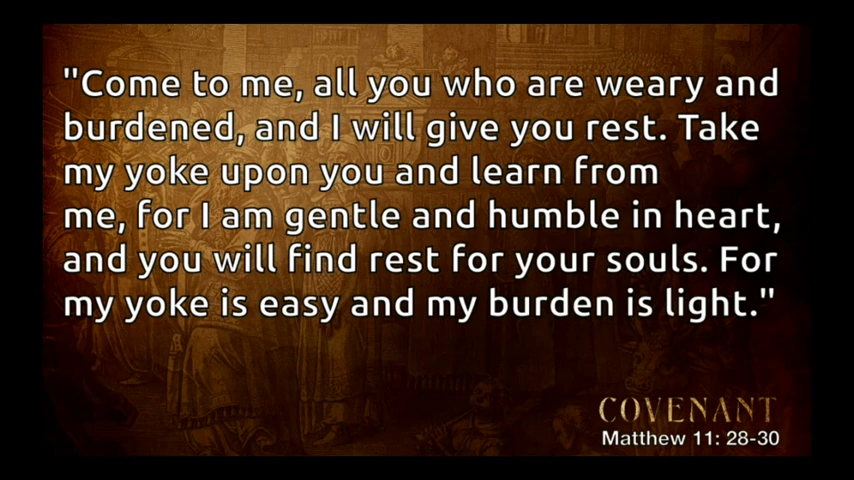 "Come to me, all you who are weary and
burdened, and I will give you rest. Take
my yoke upon you and learn from
me, for I am gentle and humble in heart,
and you will find rest for your souls. For
my yoke is easy and my burden is light."
COVENANT
Matthew 11: 28-30